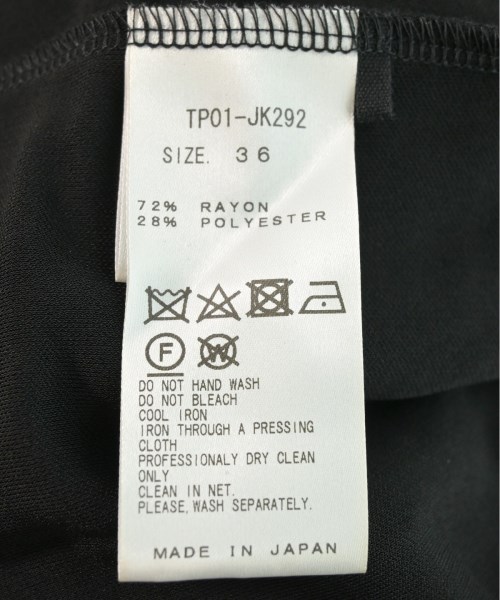 TP01-JK292
SIZE. 36
72% RAYON
28% POLYESTER
F W
DO NOT HAND WASH
DO NOT BLEACH
COOL IRON
IRON THROUGH A PRESSING
CLOTH
PROFESSIONALY DRY CLEAN
ONLY
CLEAN IN NET.
PLEASE,WASH SEPARATELY.
MADE IN JAPAN